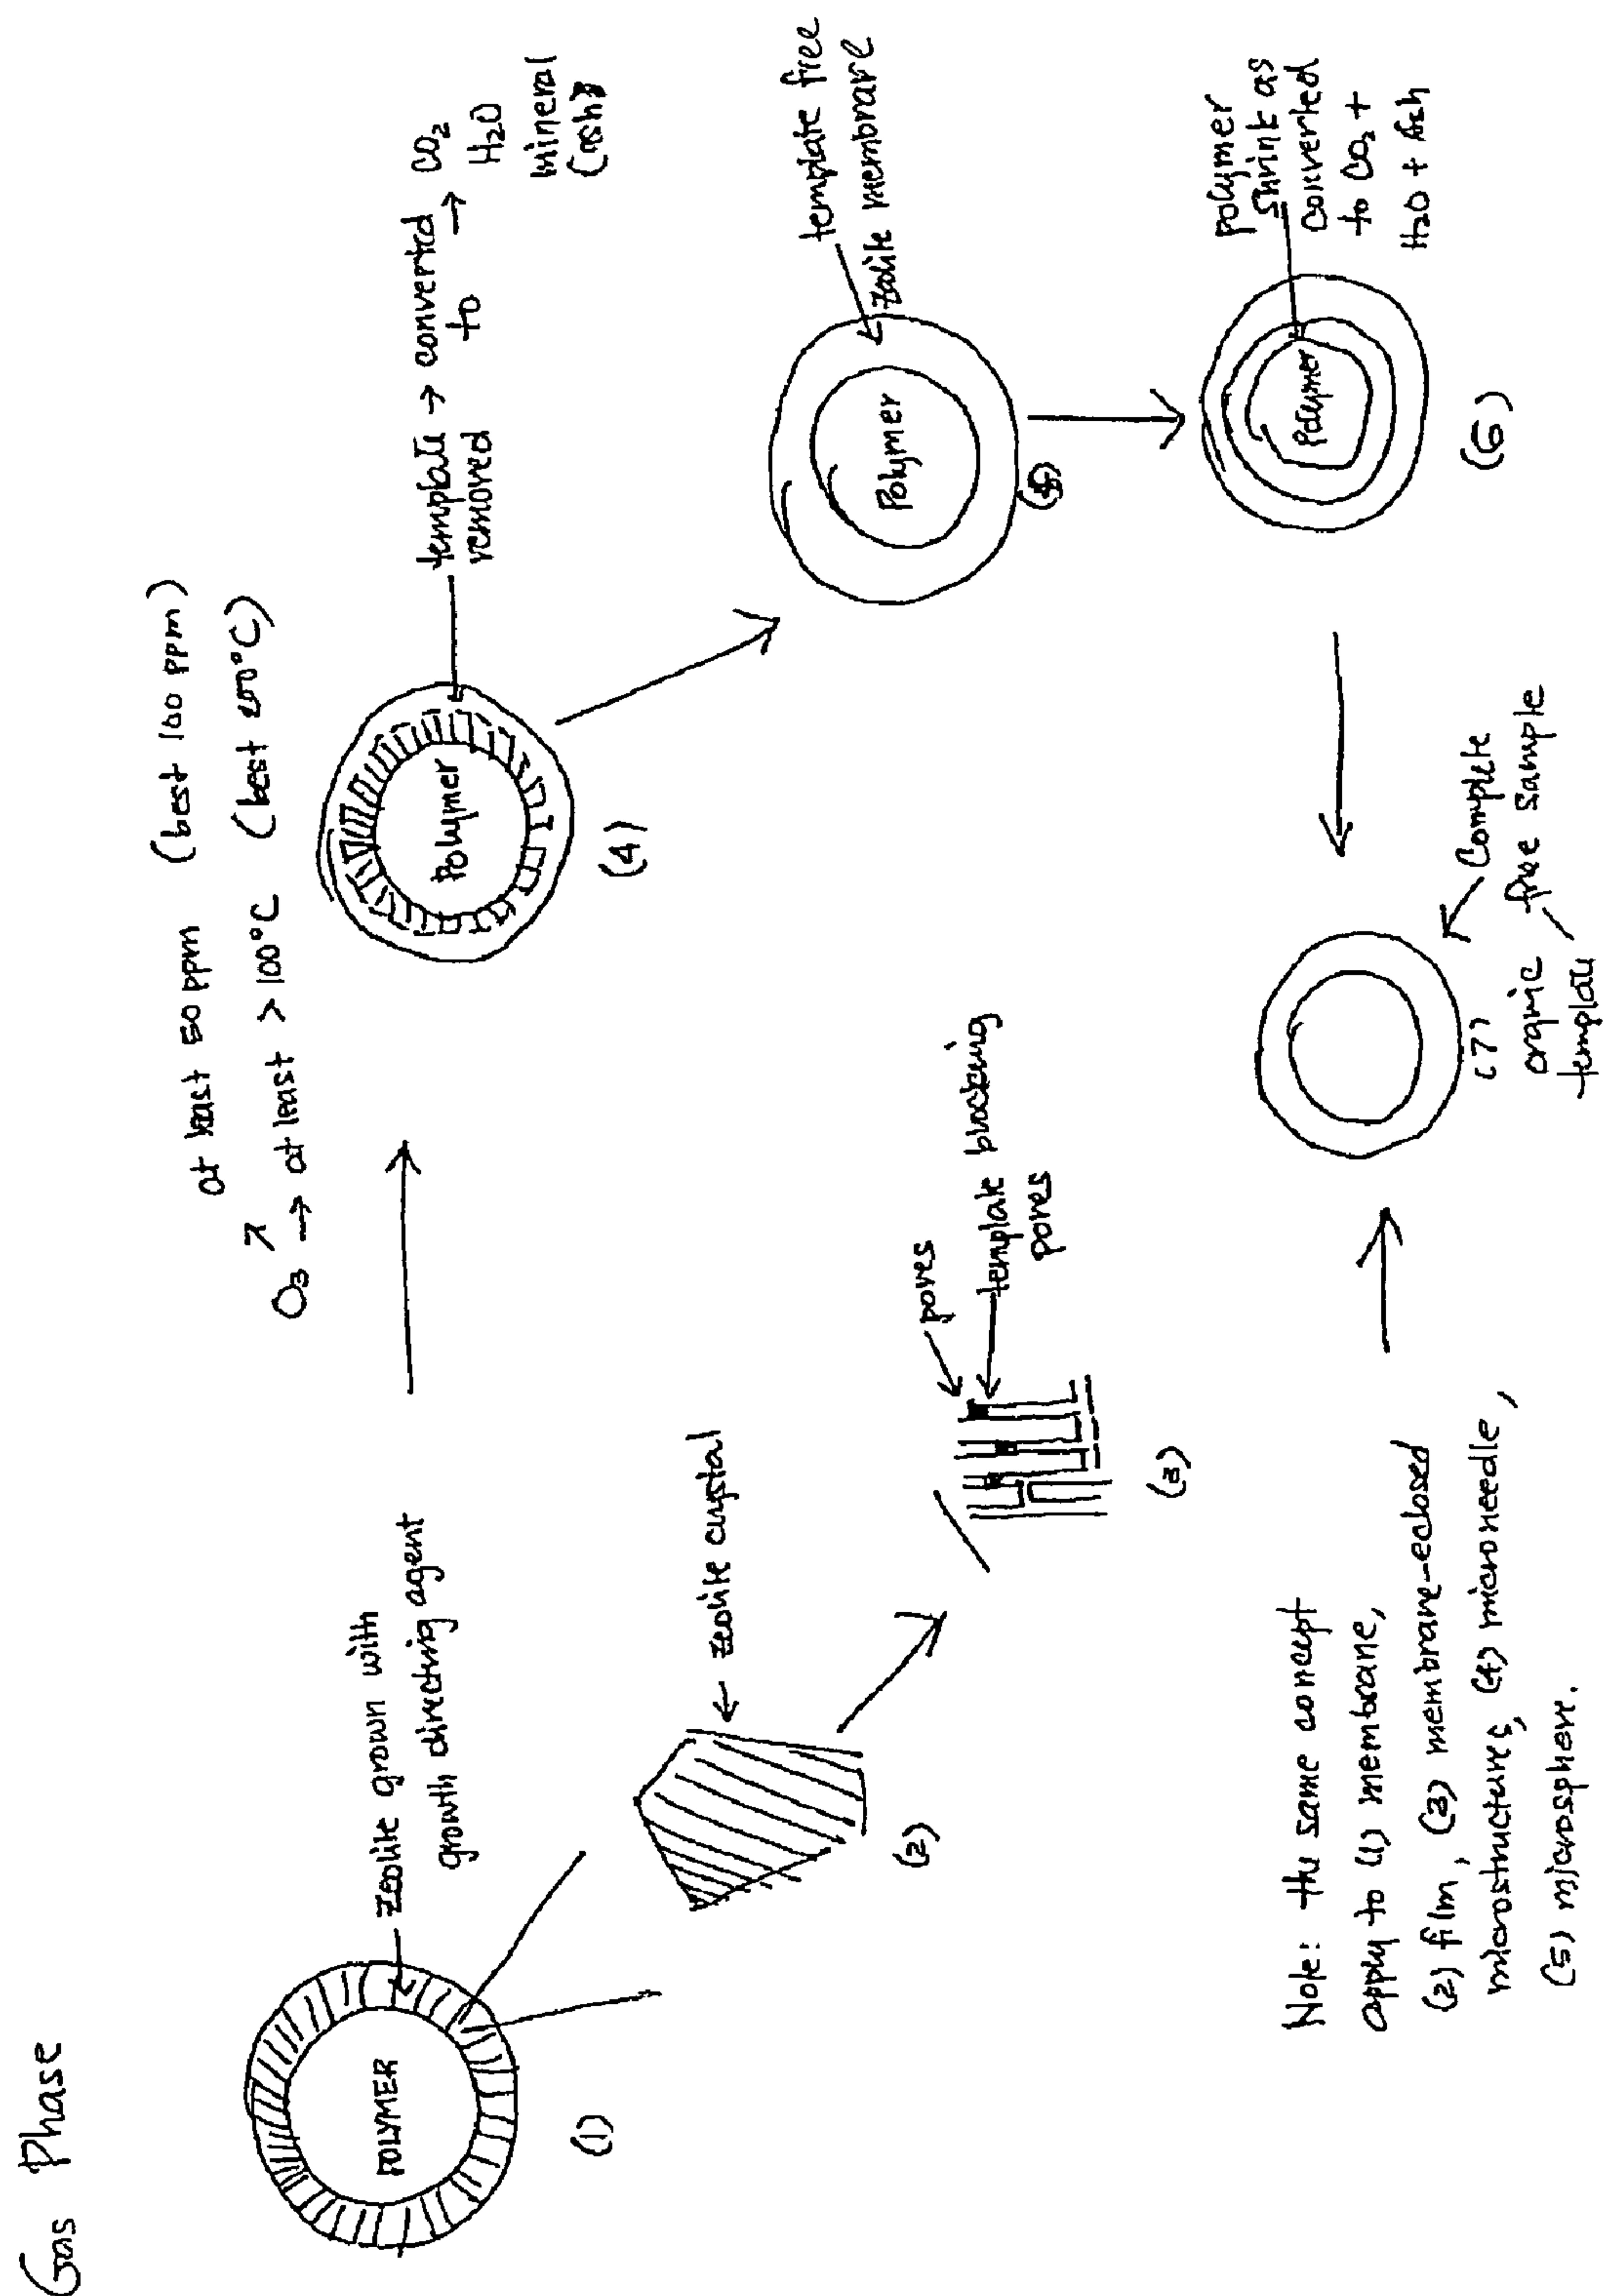 Gas Phase
POLYMER
(1)
zeolite grown with
growth directing agent
(2)
← zeolite crystal
(3)
pores
template blocking
pores
at least 50 ppm (best 100 ppm)
O₃ → at least > 100°C (best 200°C)
Polymer
(4)
template → converted → CO₂
removed to H₂O
mineral
(ash)
Polymer
template free
zeolite membrane
Polymer
(6)
polymer
shrink as
converted
to CO₂ +
H₂O + Ash
(7)
Complete
organic / free sample
template
Note: the same concept
apply to (1) membrane,
(2) film, (3) membrane-eclosed
microstructures, (4) microneedle,
(5) microsphere.